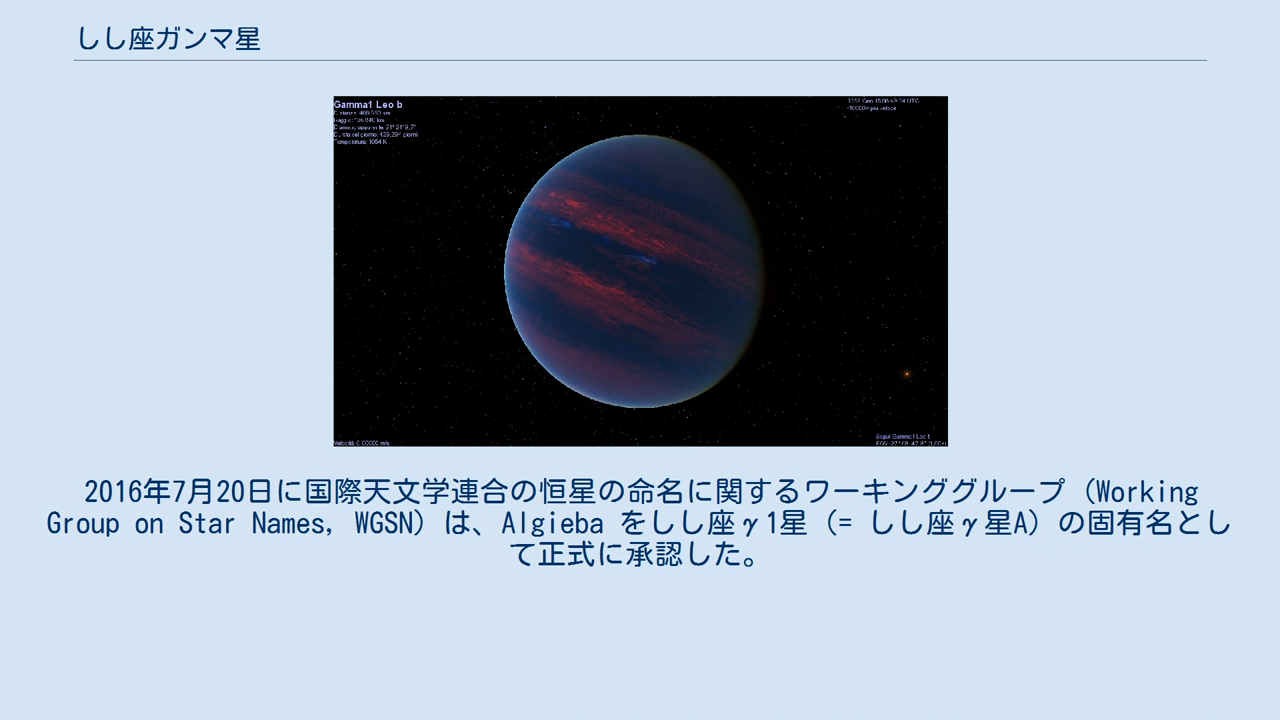 しし座ガンマ星
Gamma1 Leo b
Temperatura: 1064 K
2016年7月20日に国際天文学連合の恒星の命名に関するワーキンググループ (Working
Group on Star Names, WGSN) は、Algieba をしし座γ1星 (= しし座γ星A) の固有名とし
て正式に承認した。